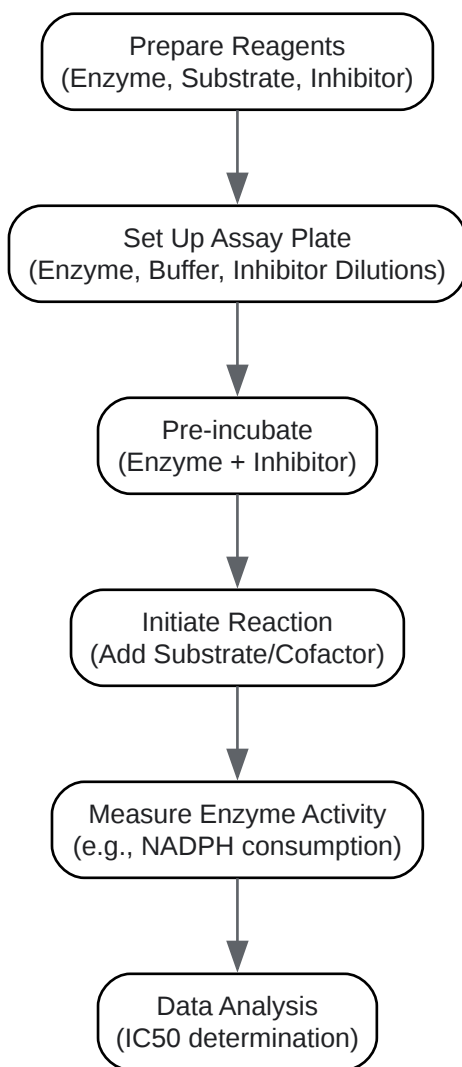 Prepare Reagents
(Enzyme, Substrate, Inhibitor)
Set Up Assay Plate
(Enzyme, Buffer, Inhibitor Dilutions)
Pre-incubate
(Enzyme + Inhibitor)
Initiate Reaction
(Add Substrate/Cofactor)
Measure Enzyme Activity
(e.g., NADPH consumption)
Data Analysis
(IC50 determination)